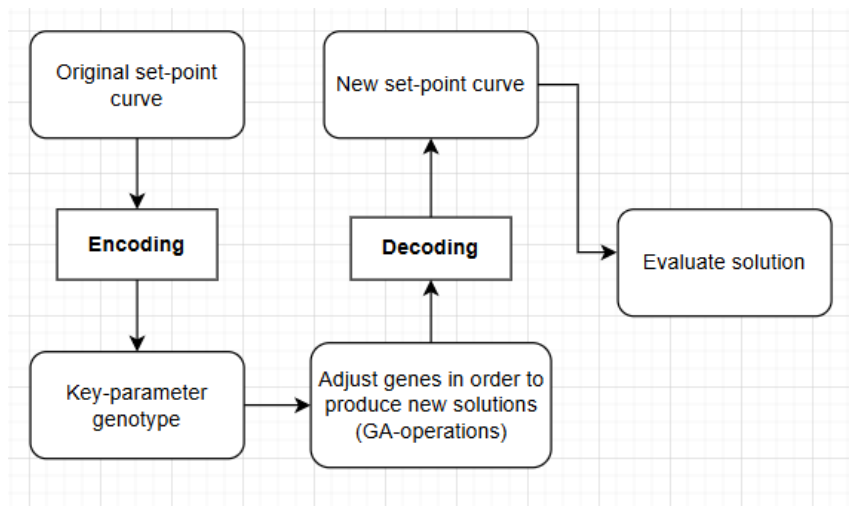 Original set-point
curve
Encoding
Key-parameter
genotype
Adjust genes in order to
produce new solutions
(GA-operations)
Decoding
New set-point curve
Evaluate solution